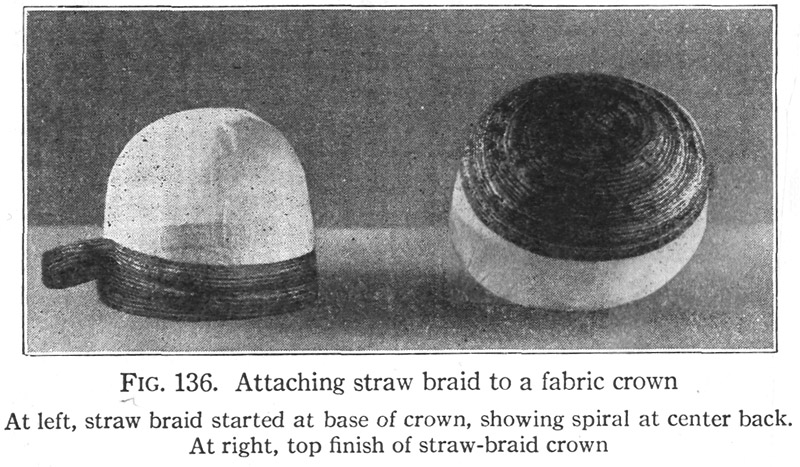 FIG. 136. Attaching straw braid to a fabric crown
At left, straw braid started at base of crown, showing spiral at center back.
At right, top finish of straw-braid crown